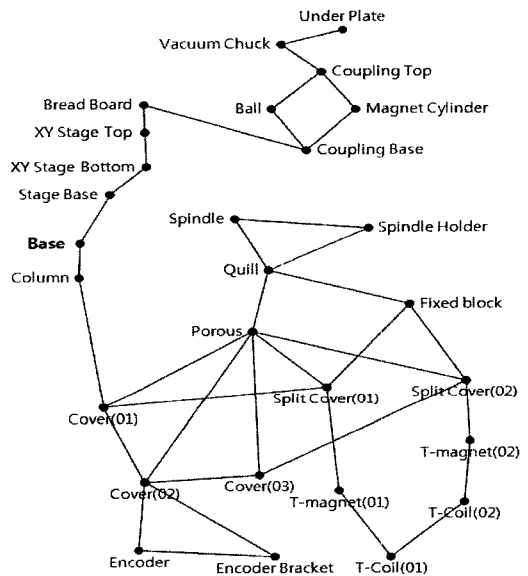 Under Plate
Vacuum Chuck
Coupling Top
Bread Board
Ball
Magnet Cylinder
XY Stage Top
Coupling Base
XY Stage Bottom
Stage Base
Spindle
Spindle Holder
Base
Quill
Column
Fixed block
Porous
Split Cover(01)
Split Cover(02)
Cover(01)
T-magnet(02)
Cover(02)
Cover(03)
T-magnet(01)
T-Coil(02)
Encoder
Encoder Bracket
T-Coil(01)